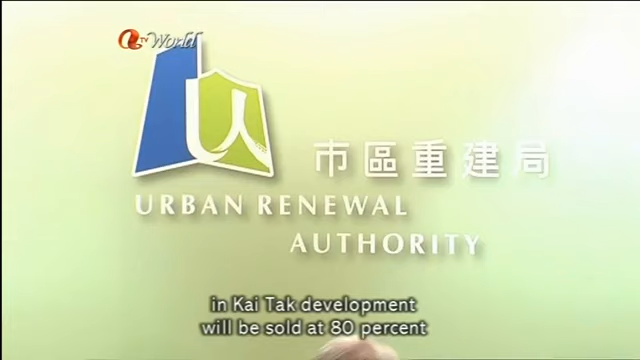 aTV World
市區重建局
URBAN RENEWAL
AUTHORITY
in Kai Tak development
will be sold at 80 percent